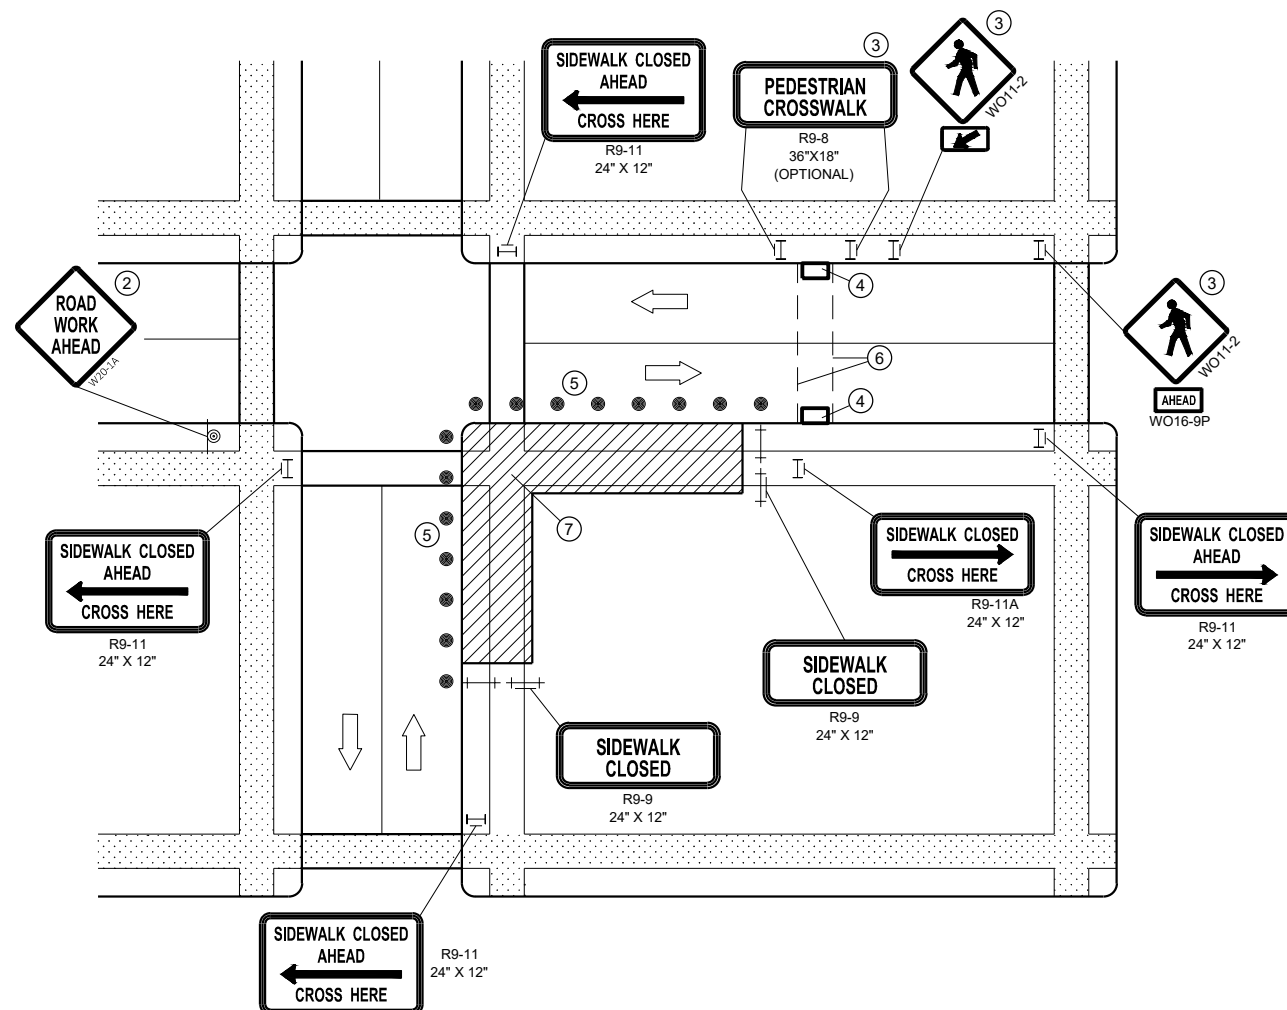 SIDEWALK CLOSED
AHEAD
CROSS HERE
R9-11
24" X 12"
3
PEDESTRIAN
CROSSWALK
R9-8
36"X18"
(OPTIONAL)
3
WO11-2
2
ROAD
WORK
AHEAD
W20-1A
4
3
WO11-2
AHEAD
WO16-9P
6
5
4
5
7
SIDEWALK CLOSED
AHEAD
CROSS HERE
R9-11
24" X 12"
SIDEWALK CLOSED
CROSS HERE
R9-11A
24" X 12"
SIDEWALK CLOSED
AHEAD
CROSS HERE
R9-11
24" X 12"
SIDEWALK
CLOSED
R9-9
24" X 12"
SIDEWALK
CLOSED
R9-9
24" X 12"
SIDEWALK CLOSED
AHEAD
CROSS HERE
R9-11
24" X 12"